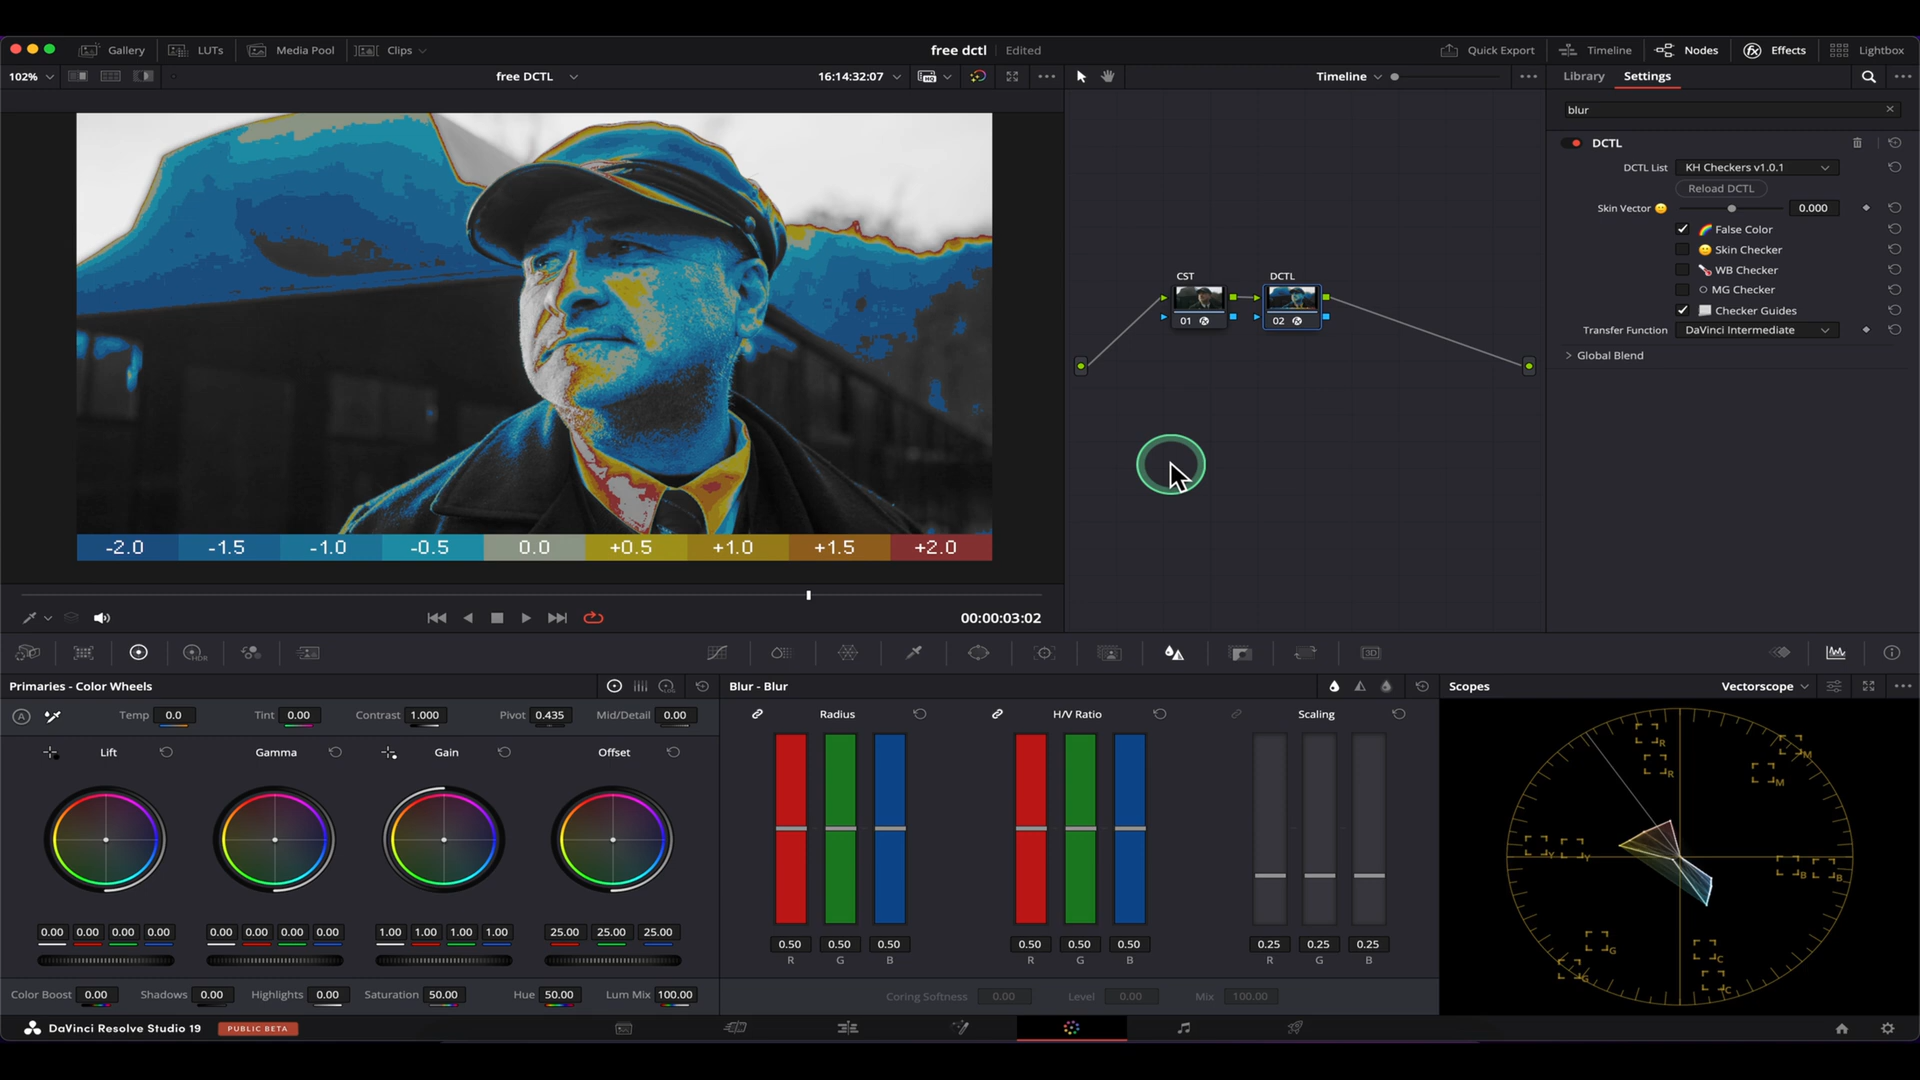 Gallery LUTs Media Pool Clips free dctl Edited Quick Export Timeline Nodes fx Effects Lightbox
102% free DCTL 16:14:32:07 HQ Timeline Library Settings
blur
DCTL
DCTL List KH Checkers v1.0.1
Reload DCTL
Skin Vector 0.000
False Color
Skin Checker
WB Checker
MG Checker
Checker Guides
Transfer Function DaVinci Intermediate
Global Blend
CST DCTL
01 02
-2.0 -1.5 -1.0 -0.5 0.0 +0.5 +1.0 +1.5 +2.0
00:00:03:02
HDR 3D
Primaries - Color Wheels Blur - Blur Scopes Vectorscope
A Temp 0.0 Tint 0.00 Contrast 1.000 Pivot 0.435 Mid/Detail 0.00 Radius H/V Ratio Scaling
Lift Gamma Gain Offset
R M
R M
Y Y B B
G C
G C
0.00 0.00 0.00 0.00 0.00 0.00 0.00 0.00 1.00 1.00 1.00 1.00 25.00 25.00 25.00
0.50 0.50 0.50 0.50 0.50 0.50 0.25 0.25 0.25
R G B R G B R G B
Color Boost 0.00 Shadows 0.00 Highlights 0.00 Saturation 50.00 Hue 50.00 Lum Mix 100.00 Coring Softness 0.00 Level 0.00 Mix 100.00
DaVinci Resolve Studio 19 PUBLIC BETA